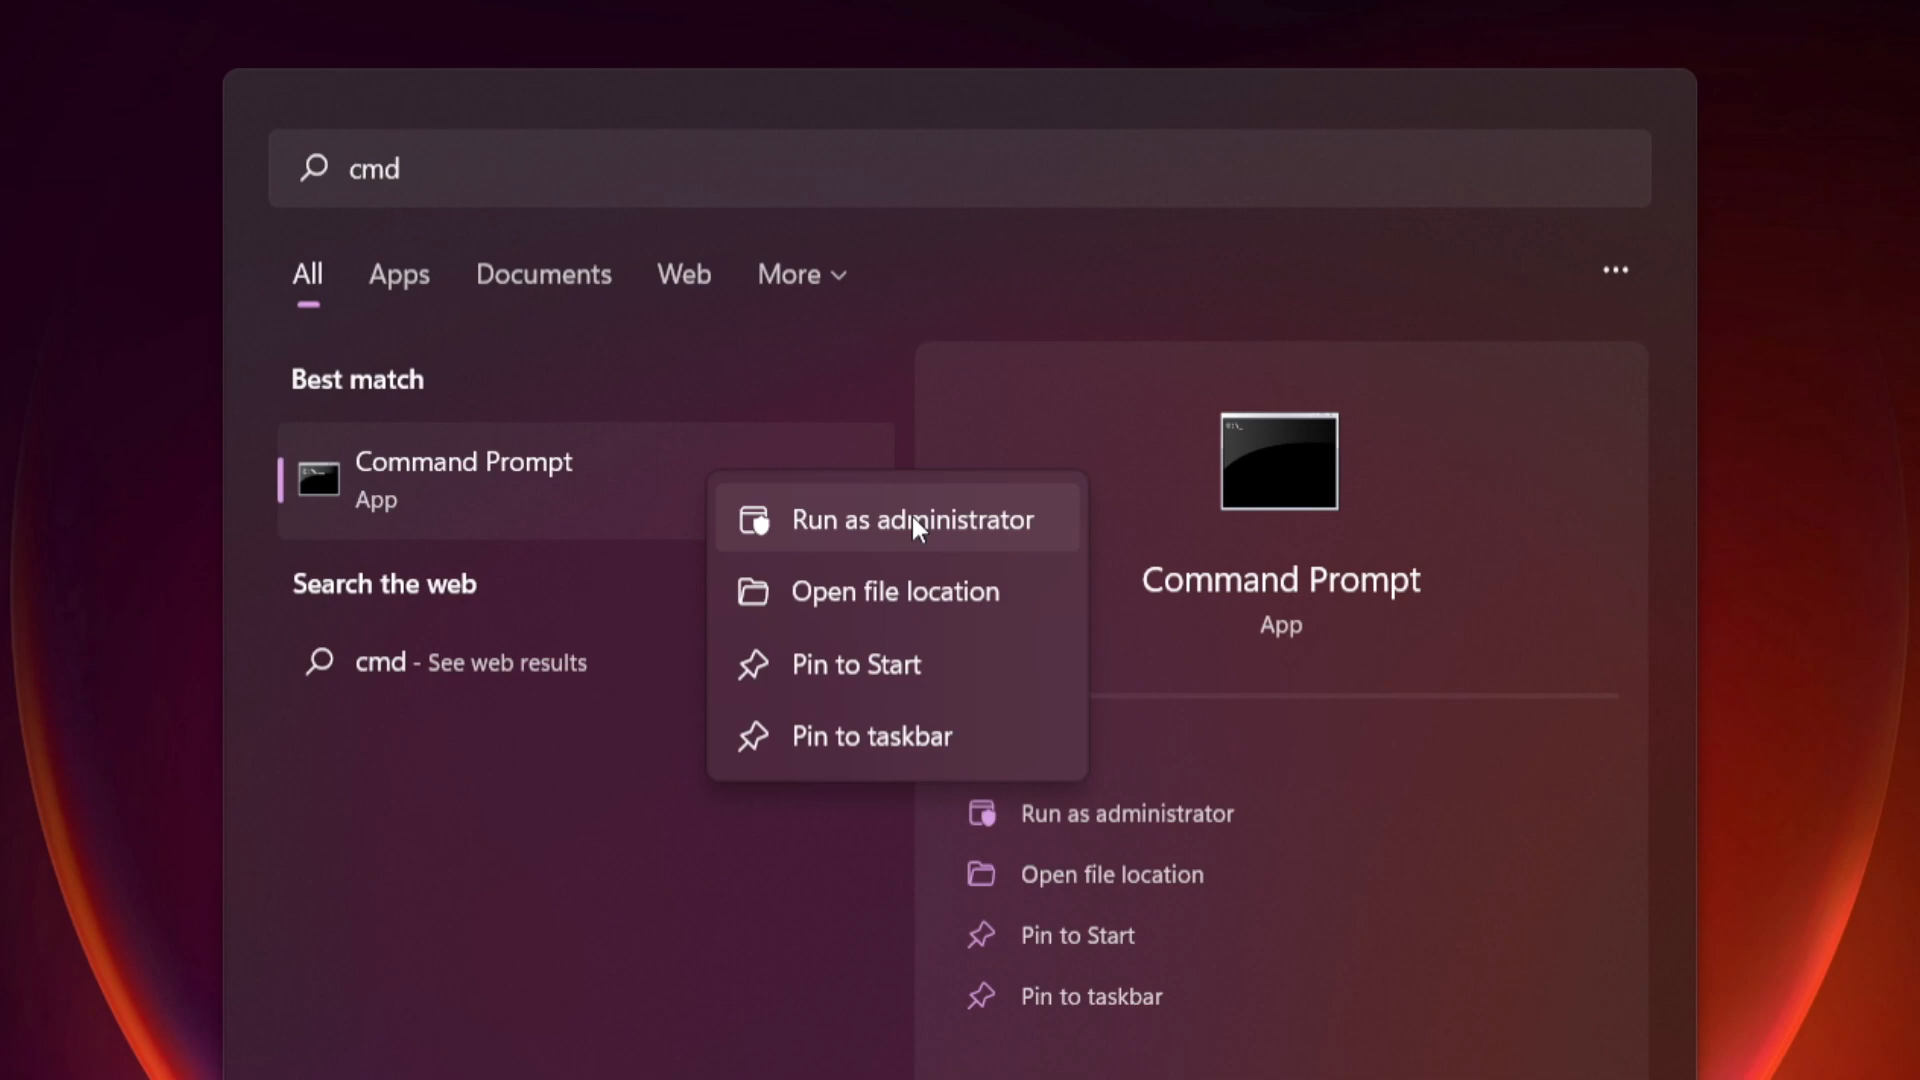 cmd
All Apps Documents Web More
Best match
Command Prompt
App
Run as administrator
Open file location
Pin to Start
Pin to taskbar
Search the web
cmd - See web results
Command Prompt
App
Run as administrator
Open file location
Pin to Start
Pin to taskbar